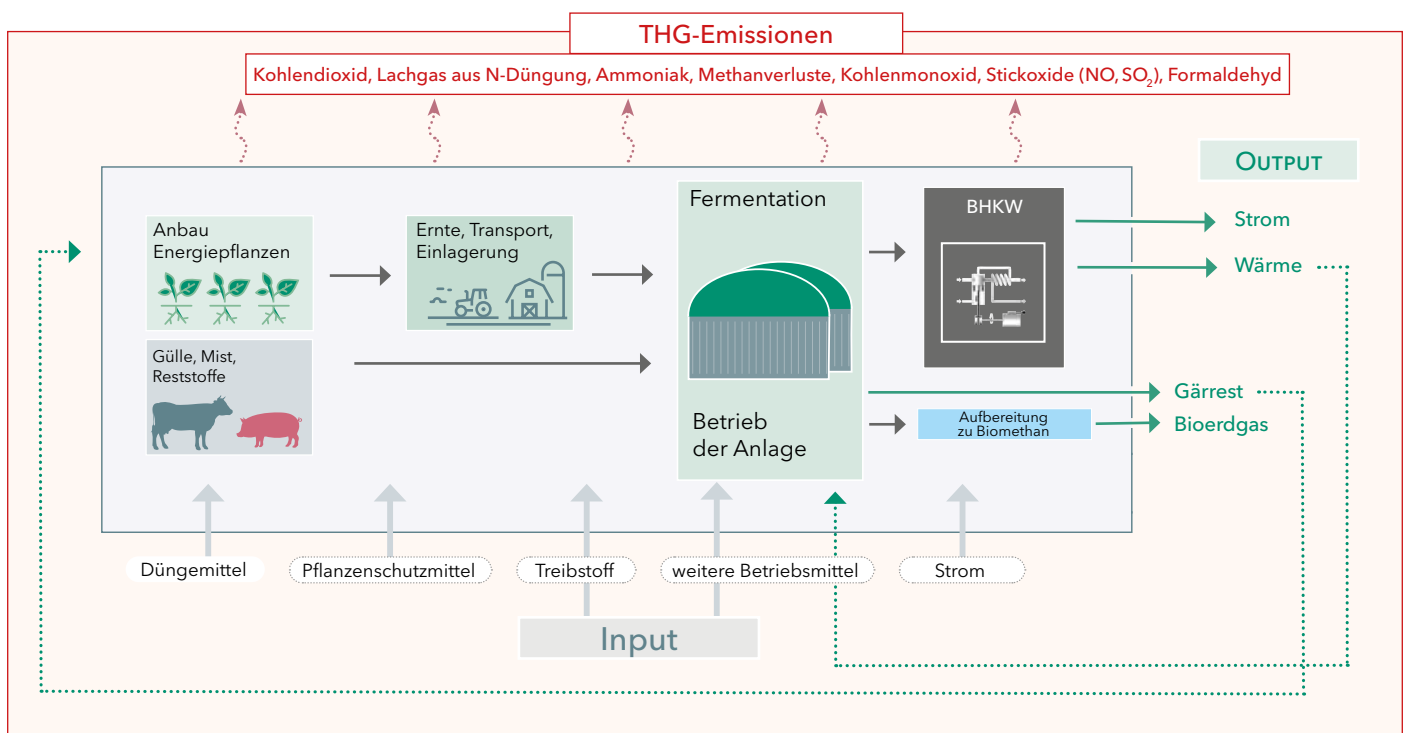 THG-Emissionen
Kohlendioxid, Lachgas aus N-Düngung, Ammoniak, Methanverluste, Kohlenmonoxid, Stickoxide (NO, SO₂), Formaldehyd
OUTPUT
Anbau
Energiepflanzen
Ernte, Transport,
Einlagerung
Fermentation
BHKW
Strom
Wärme
Gülle, Mist,
Reststoffe
Betrieb
der Anlage
Aufbereitung
zu Biomethan
Gärrest
Bioerdgas
Düngemittel
Pflanzenschutzmittel
Treibstoff
weitere Betriebsmittel
Strom
Input